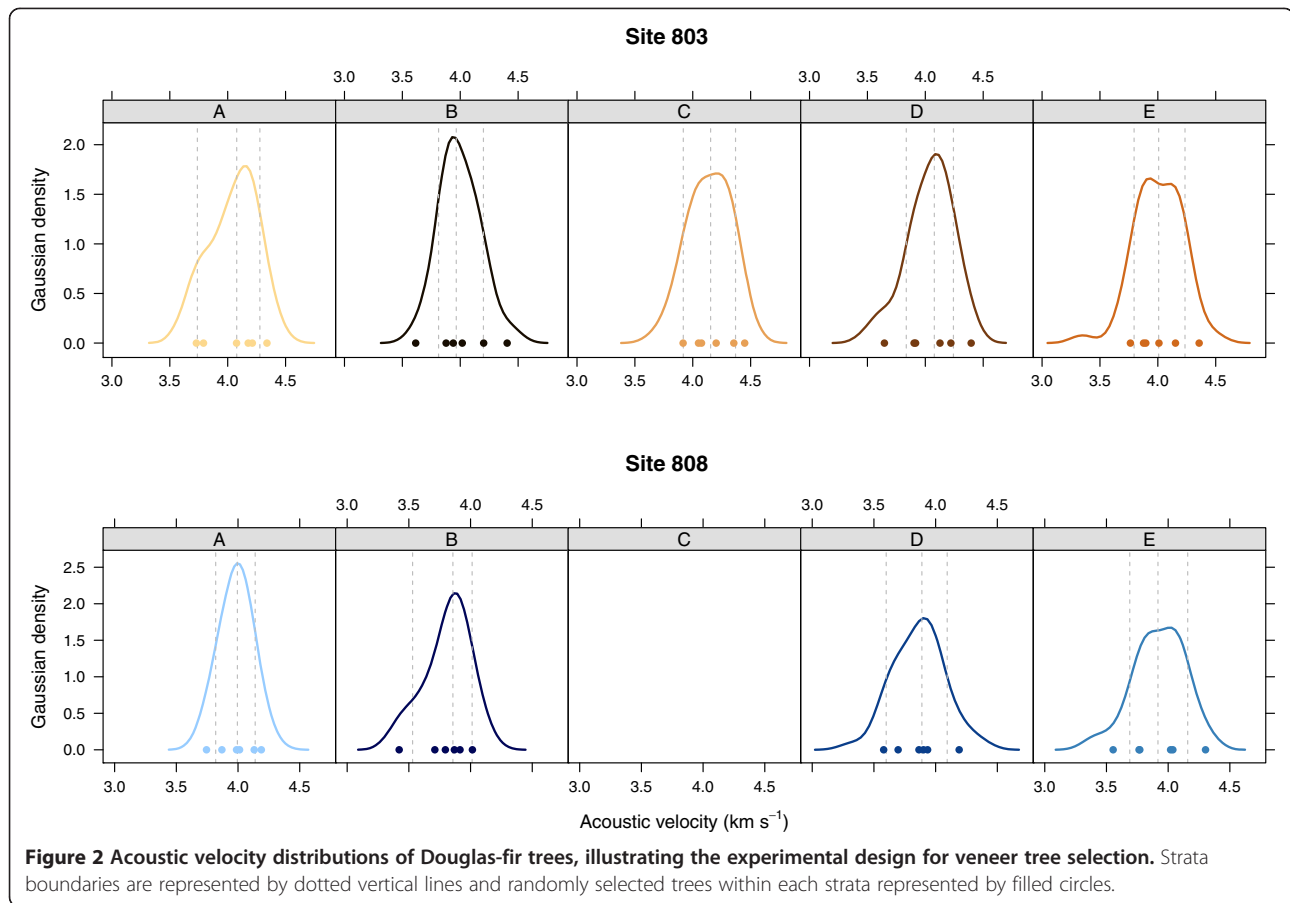 Site 803
3.0 3.5 4.0 4.5 3.0 3.5 4.0 4.5
A B C D E
2.0
1.5
1.0
0.5
0.0
Gaussian density
3.0 3.5 4.0 4.5 3.0 3.5 4.0 4.5 3.0 3.5 4.0 4.5
Site 808
3.0 3.5 4.0 4.5 3.0 3.5 4.0 4.5
A B C D E
2.5
2.0
1.5
1.0
0.5
0.0
Gaussian density
3.0 3.5 4.0 4.5 3.0 3.5 4.0 4.5 3.0 3.5 4.0 4.5
Acoustic velocity (km s⁻¹)
Figure 2 Acoustic velocity distributions of Douglas-fir trees, illustrating the experimental design for veneer tree selection. Strata
boundaries are represented by dotted vertical lines and randomly selected trees within each strata represented by filled circles.